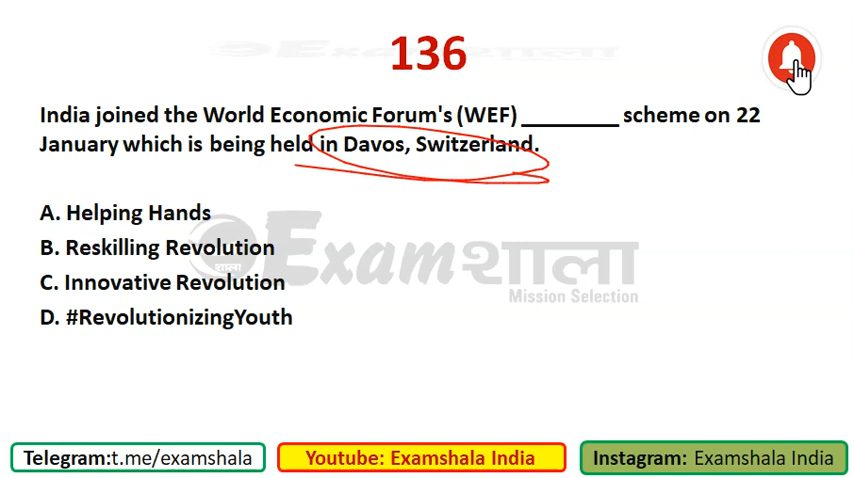 136
India joined the World Economic Forum's (WEF) _________ scheme on 22
January which is being held in Davos, Switzerland.
A. Helping Hands
B. Reskilling Revolution
C. Innovative Revolution
D. #RevolutionizingYouth
शाला
Examशाला
Mission Selection
Telegram:t.me/examshala
Youtube: Examshala India
Instagram: Examshala India